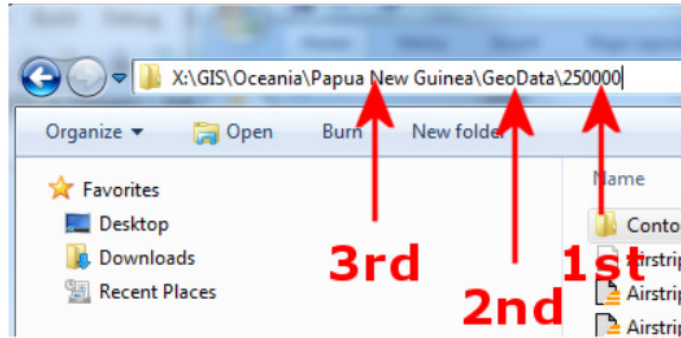 X:\GIS\Oceania\Papua New Guinea\GeoData\250000
Organize Open Burn New folder
Favorites
Desktop
Downloads
Recent Places
Name
Conto
Airstrip
Airstrip
Airstrip
3rd
2nd
1st